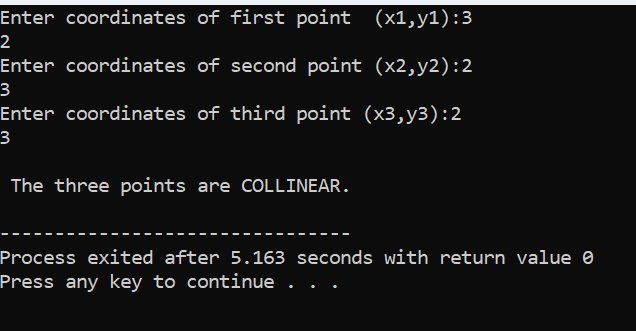 Enter coordinates of first point  (x1,y1):3
2
Enter coordinates of second point (x2,y2):2
3
Enter coordinates of third point (x3,y3):2
3
The three points are COLLINEAR.
--------------------------------
Process exited after 5.163 seconds with return value 0
Press any key to continue . . .